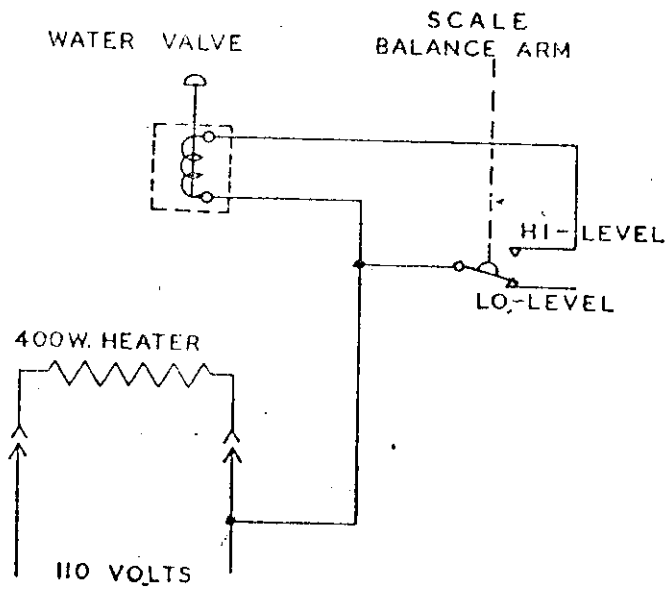 SCALE
WATER VALVE
BALANCE ARM
HI-LEVEL
LO-LEVEL
400W. HEATER
110 VOLTS